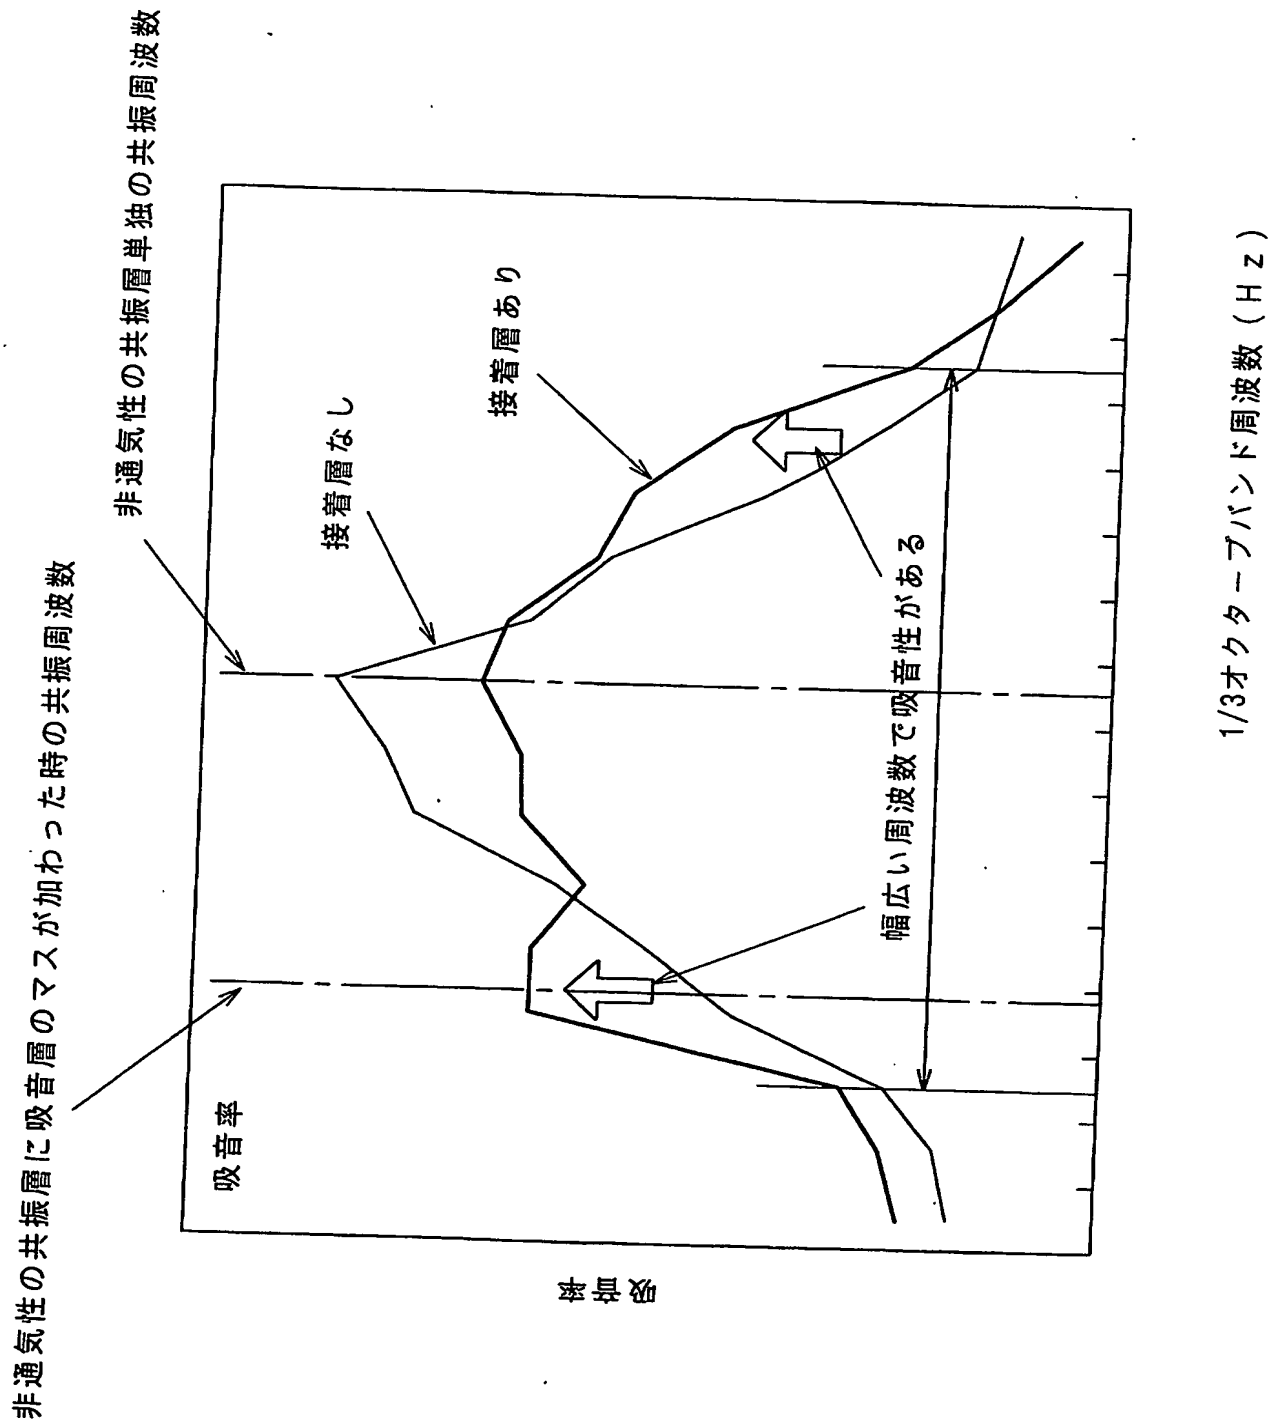 非通気性の共振層に吸音層のマスが加わった時の共振周波数
非通気性の共振層単独の共振周波数
吸音率
接着層なし
接着層あり
幅広い周波数で吸音性がある
吸音率
1/3オクターブバンド周波数(Hz)